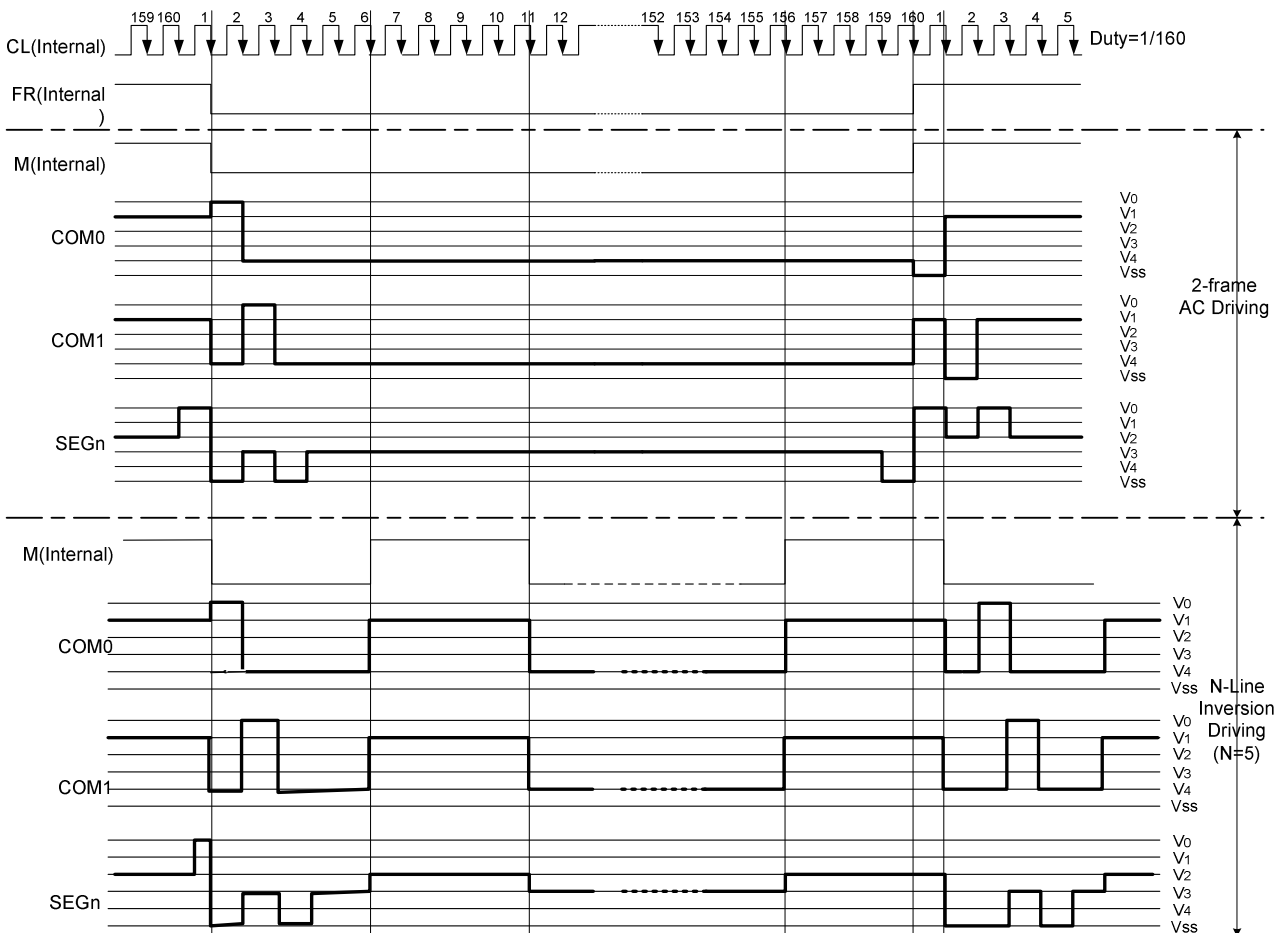 159 160 1 2 3 4 5 6 7 8 9 10 11 12 152 153 154 155 156 157 158 159 160 1 2 3 4 5
CL(Internal)
Duty=1/160
FR(Internal
)
M(Internal)
COM0
V0
V1
V2
V3
V4
Vss
2-frame
AC Driving
COM1
V0
V1
V2
V3
V4
Vss
SEGn
V0
V1
V2
V3
V4
Vss
M(Internal)
COM0
V0
V1
V2
V3
V4
Vss
N-Line
Inversion
Driving
(N=5)
COM1
V0
V1
V2
V3
V4
Vss
SEGn
V0
V1
V2
V3
V4
Vss